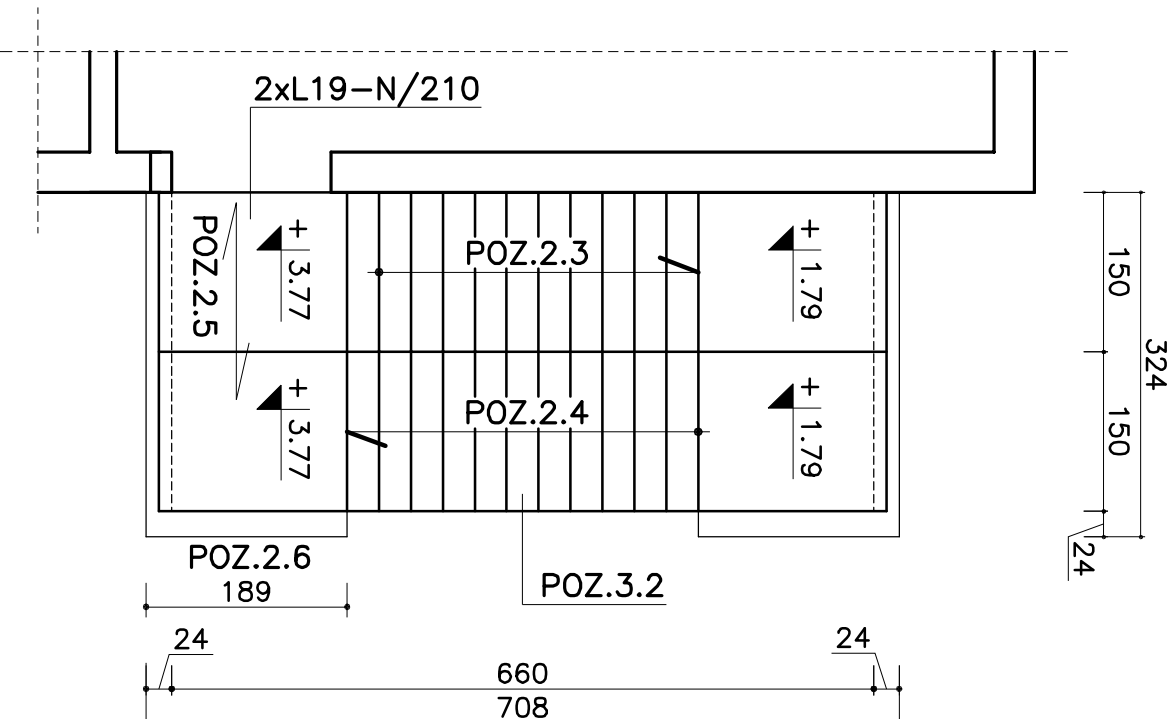 2xL19-N/210
POZ.2.5
+
3.77
POZ.2.3
+
1.79
150
324
+
3.77
POZ.2.4
+
1.79
150
24
POZ.2.6
189
POZ.3.2
24
660
24
708